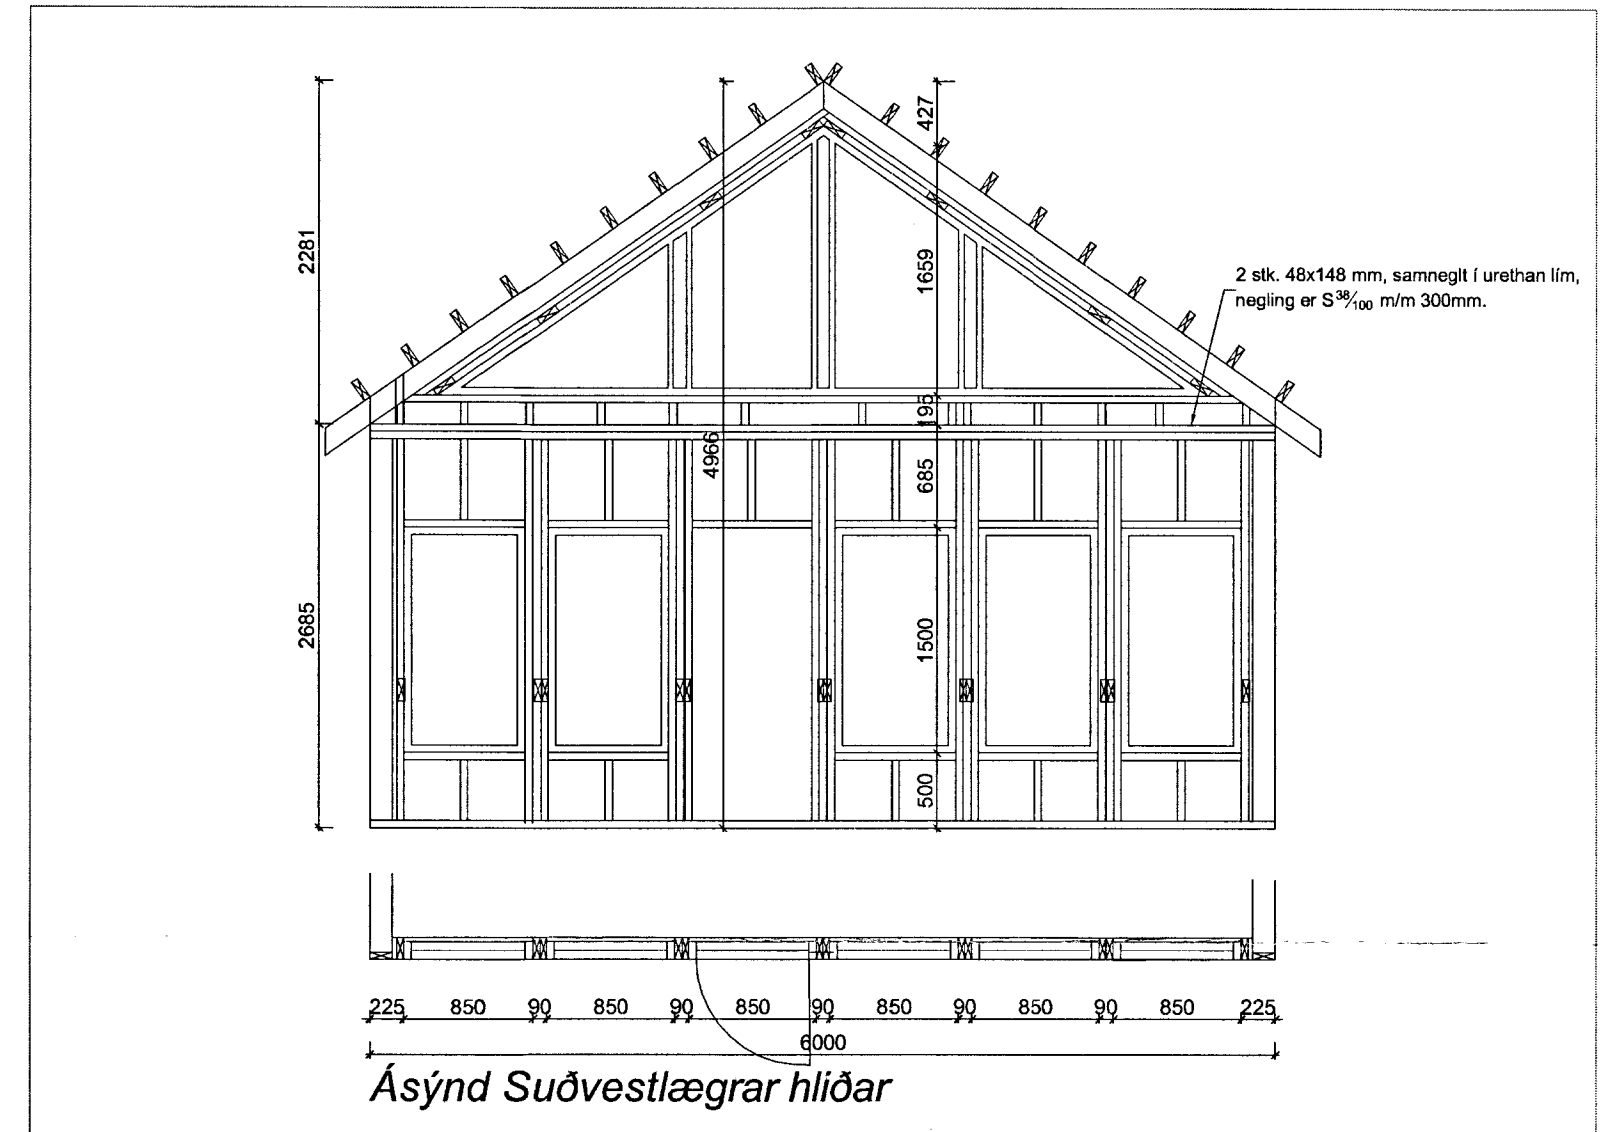 427
2281
1659
2 stk. 48x148 mm, samneglt í urethan lím,
negling er S38/100 m/m 300mm.
195
4966
685
2685
1500
500
225 850 90 850 90 850 90 850 90 850 90 850 225
6000
Ásýnd Suðvestlægrar hliðar